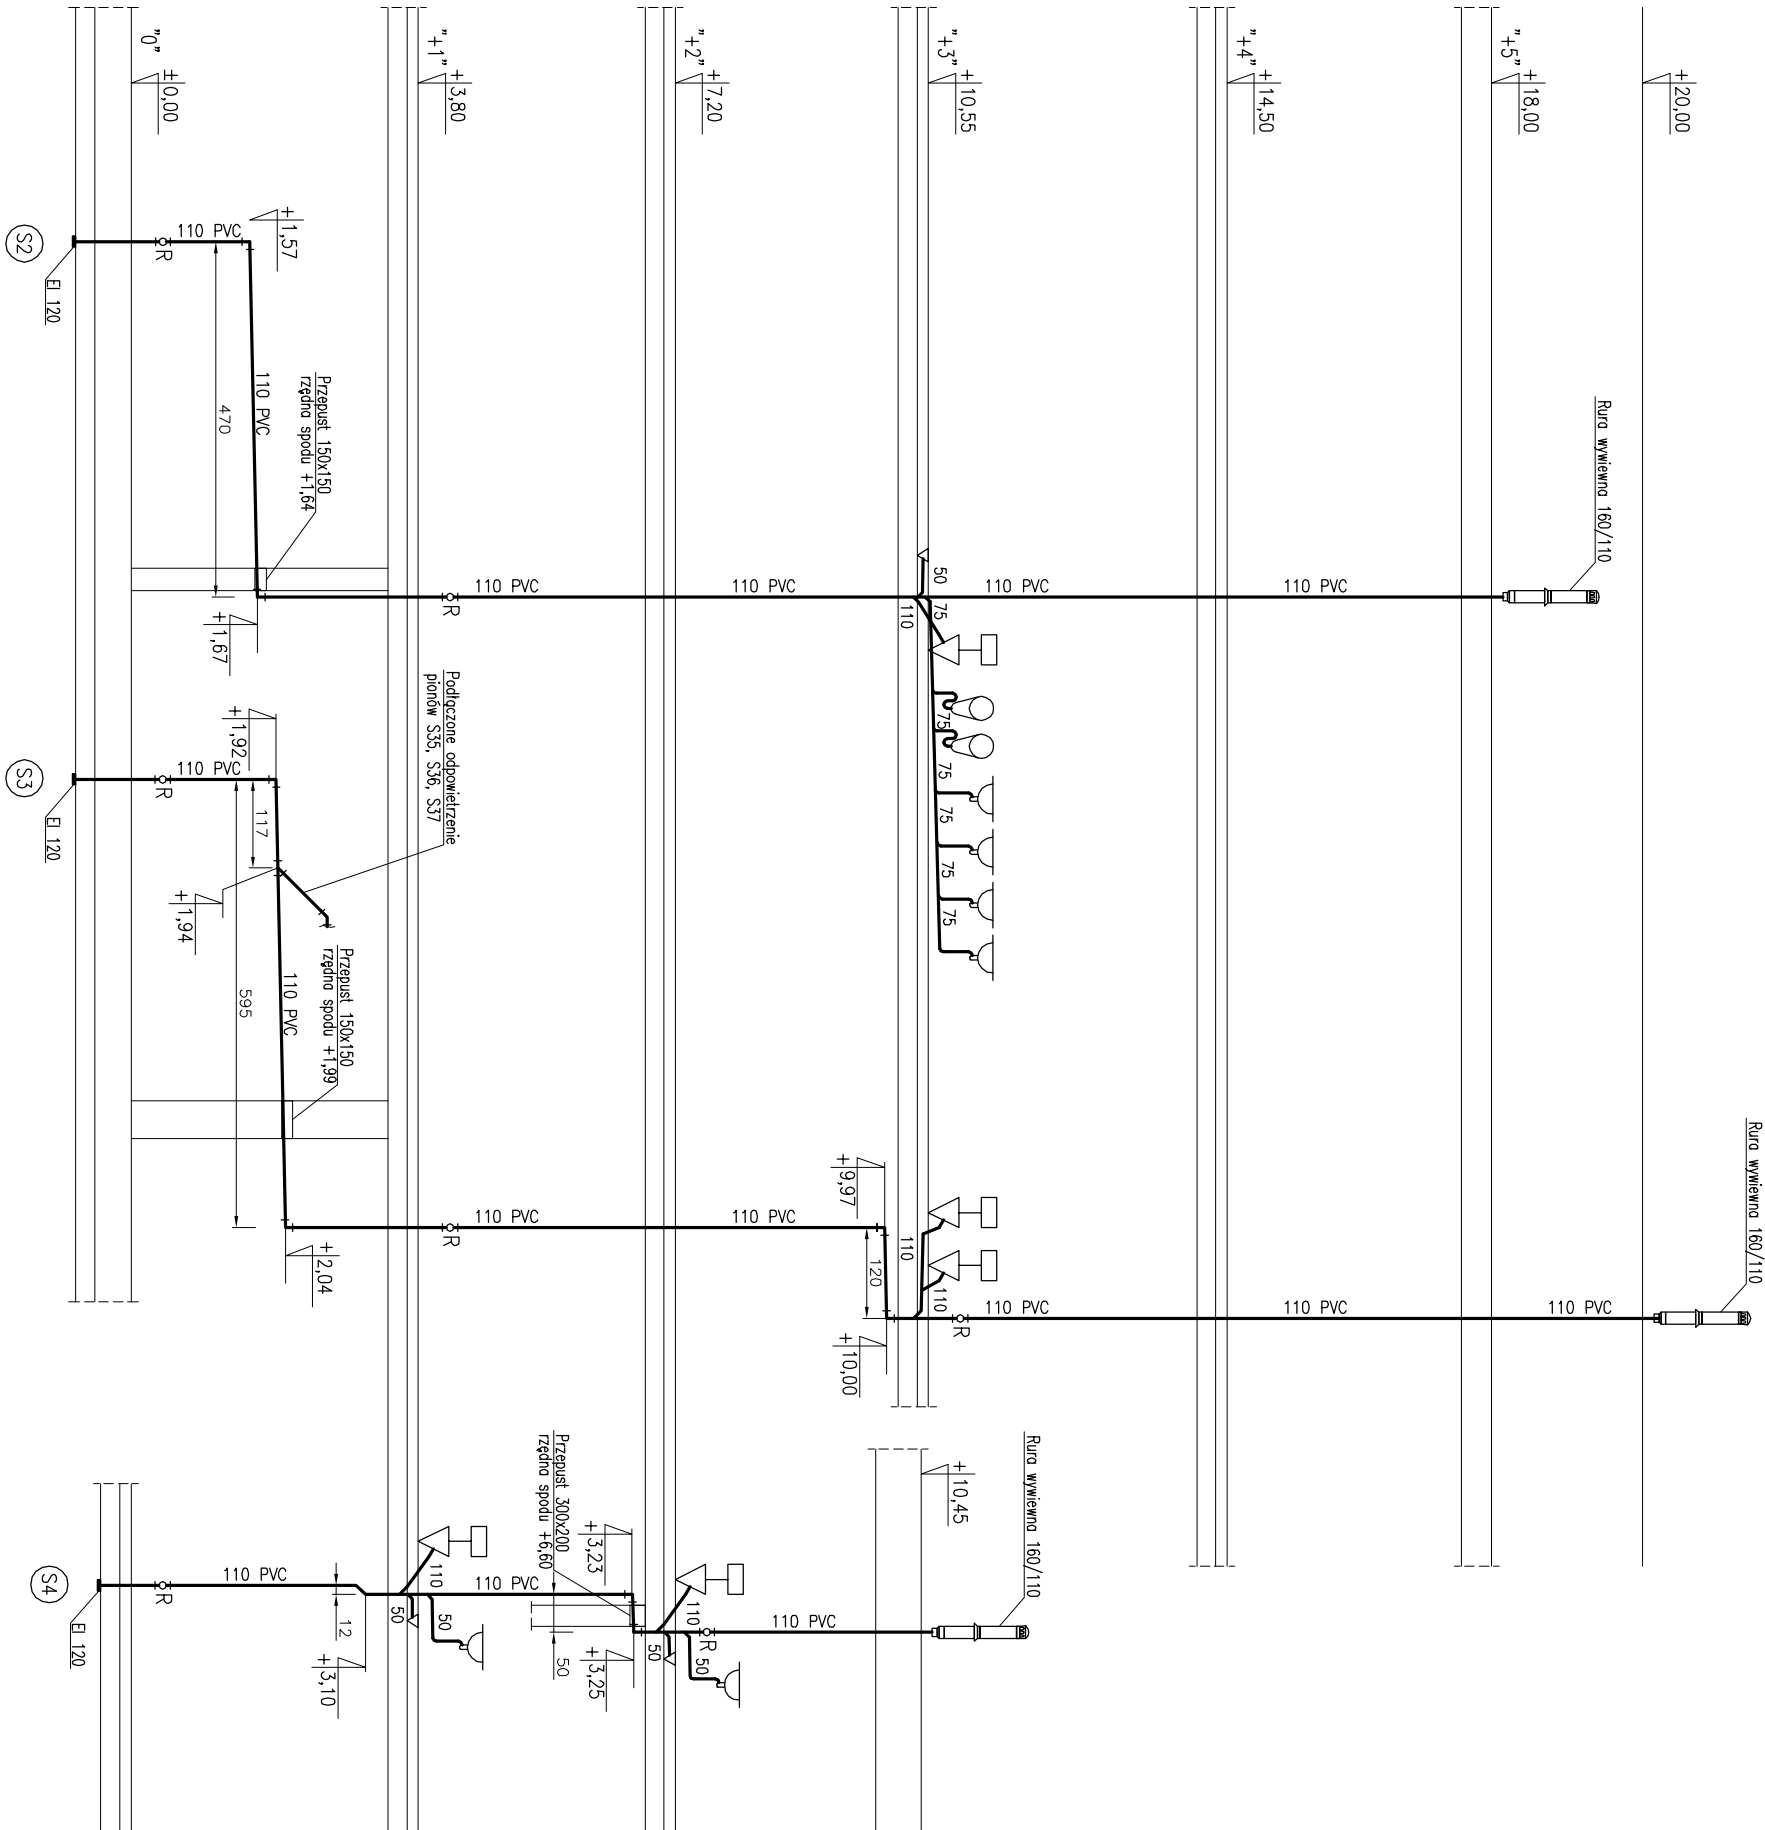 "0"
±0,00
"+1"
+3,80
"+2"
+7,20
"+3"
+10,55
"+4"
+14,50
"+5"
+18,00
+20,00
S2
EI 120
R
110 PVC
+1,57
110 PVC
470
Przepust 150x150
rzędna spodu +1,64
+1,67
R
110 PVC
110 PVC
50
75
110
110 PVC
110 PVC
Rura wywiewna 160/110
75
75
75
75
75
S3
EI 120
R
110 PVC
+1,92
117
+1,94
Podłączone odpowietrzenie
pionów S35, S36, S37
110 PVC
595
Przepust 150x150
rzędna spodu +1,99
+2,04
R
110 PVC
110 PVC
+9,97
120
+10,00
110
110
R
110 PVC
110 PVC
110 PVC
Rura wywiewna 160/110
S4
EI 120
R
110 PVC
12
+3,10
110
50
50
110 PVC
Przepust 300x200
rzędna spodu +6,60
+3,23
50
+3,25
110
50
R
50
110 PVC
+10,45
Rura wywiewna 160/110